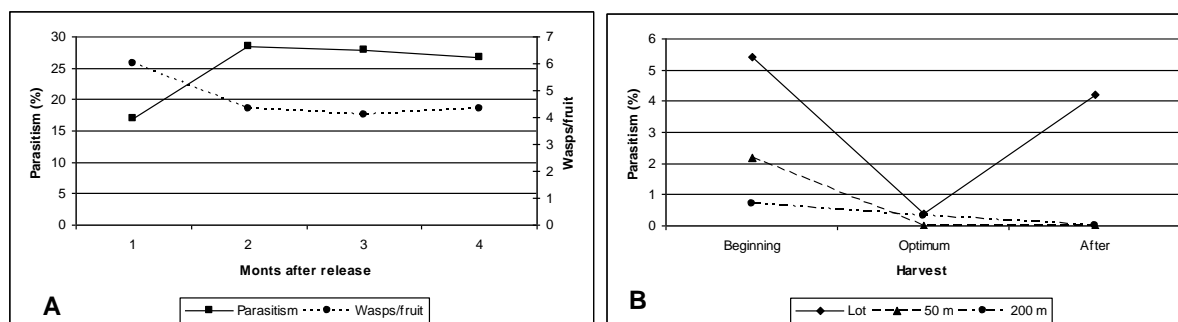 30
25
20
15
10
5
0
Parasitism (%)
7
6
5
4
3
2
1
0
Wasps/fruit
1 2 3 4
Monts after release
A
Parasitism Wasps/fruit
6
5
4
3
2
1
0
Parasitism (%)
Beginning Optimum After
Harvest
B
Lot 50 m 200 m